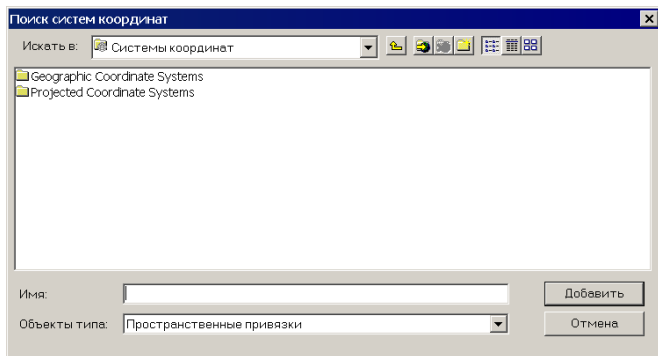 Поиск систем координат
Искать в: Системы координат
Geographic Coordinate Systems
Projected Coordinate Systems
Имя: Добавить
Объекты типа: Пространственные привязки Отмена